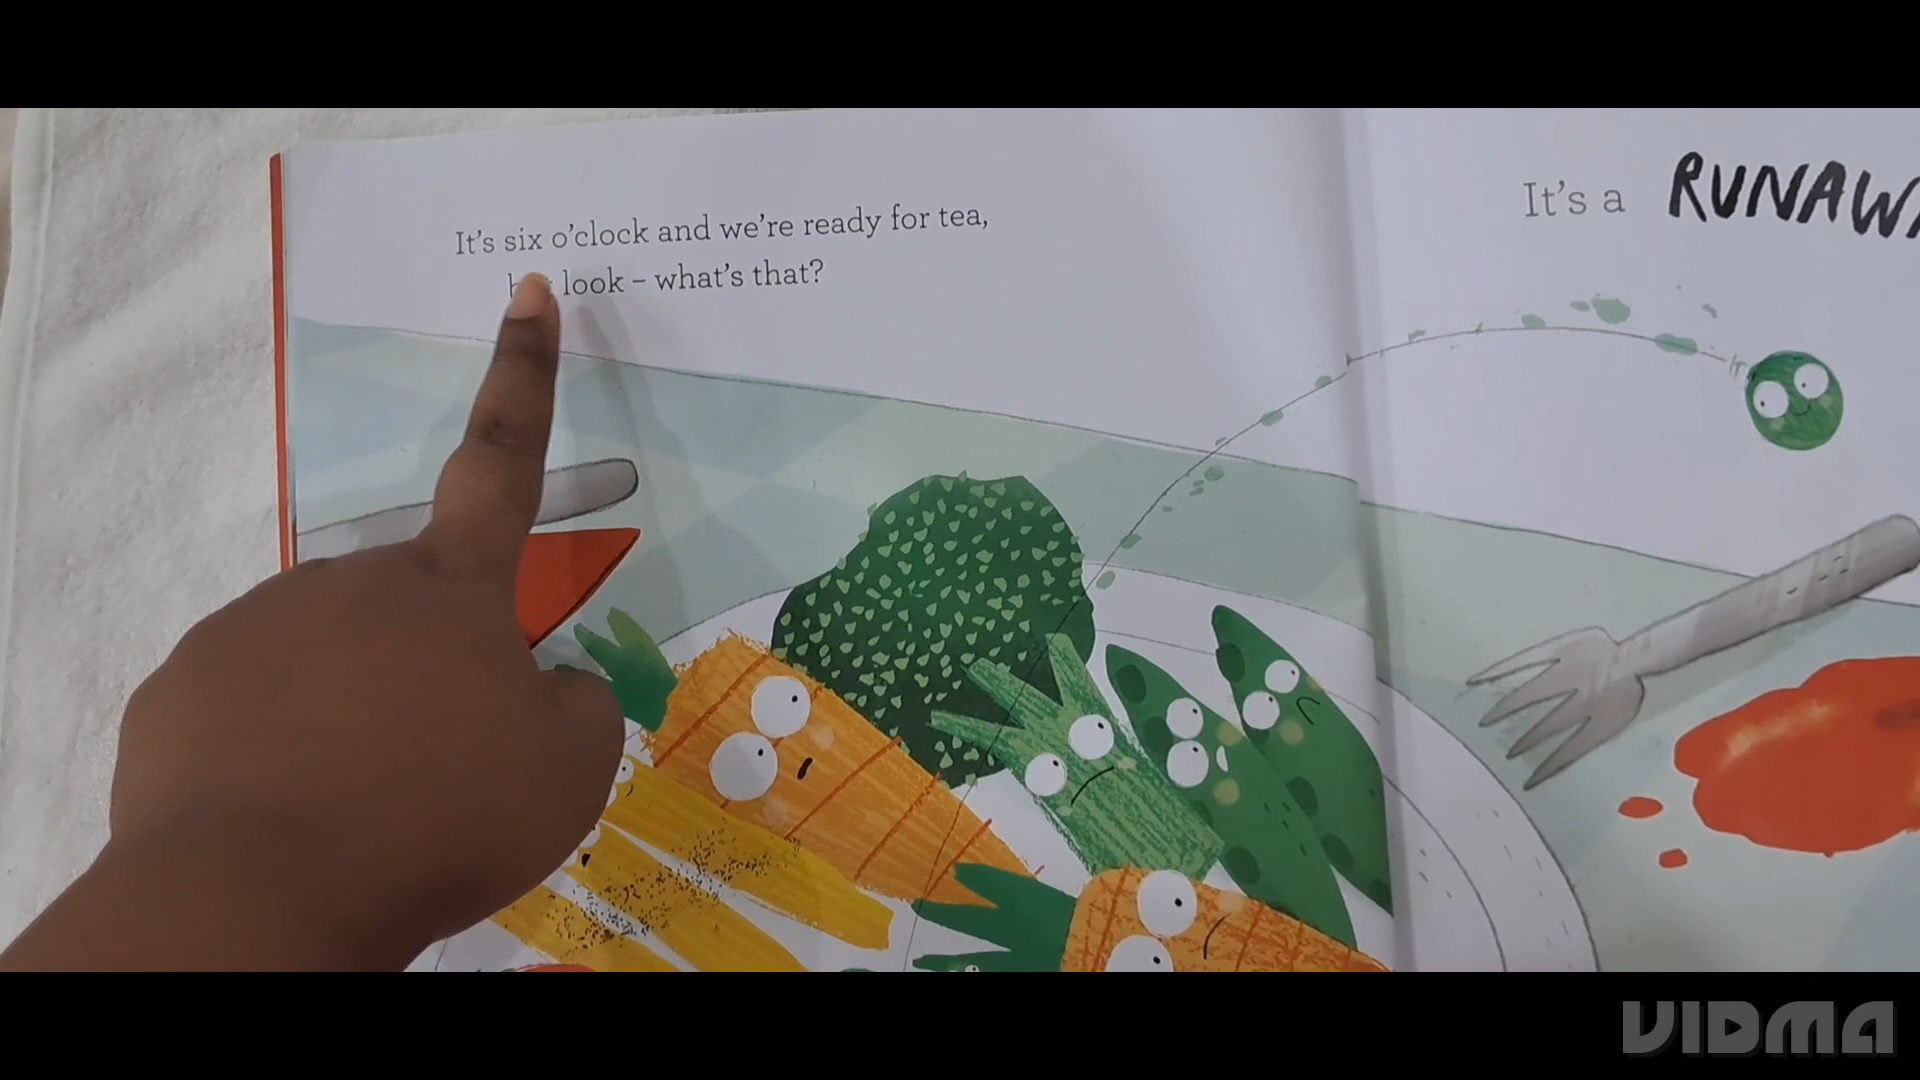 It's six o'clock and we're ready for tea,
look – what's that?
It's a
VIDMA